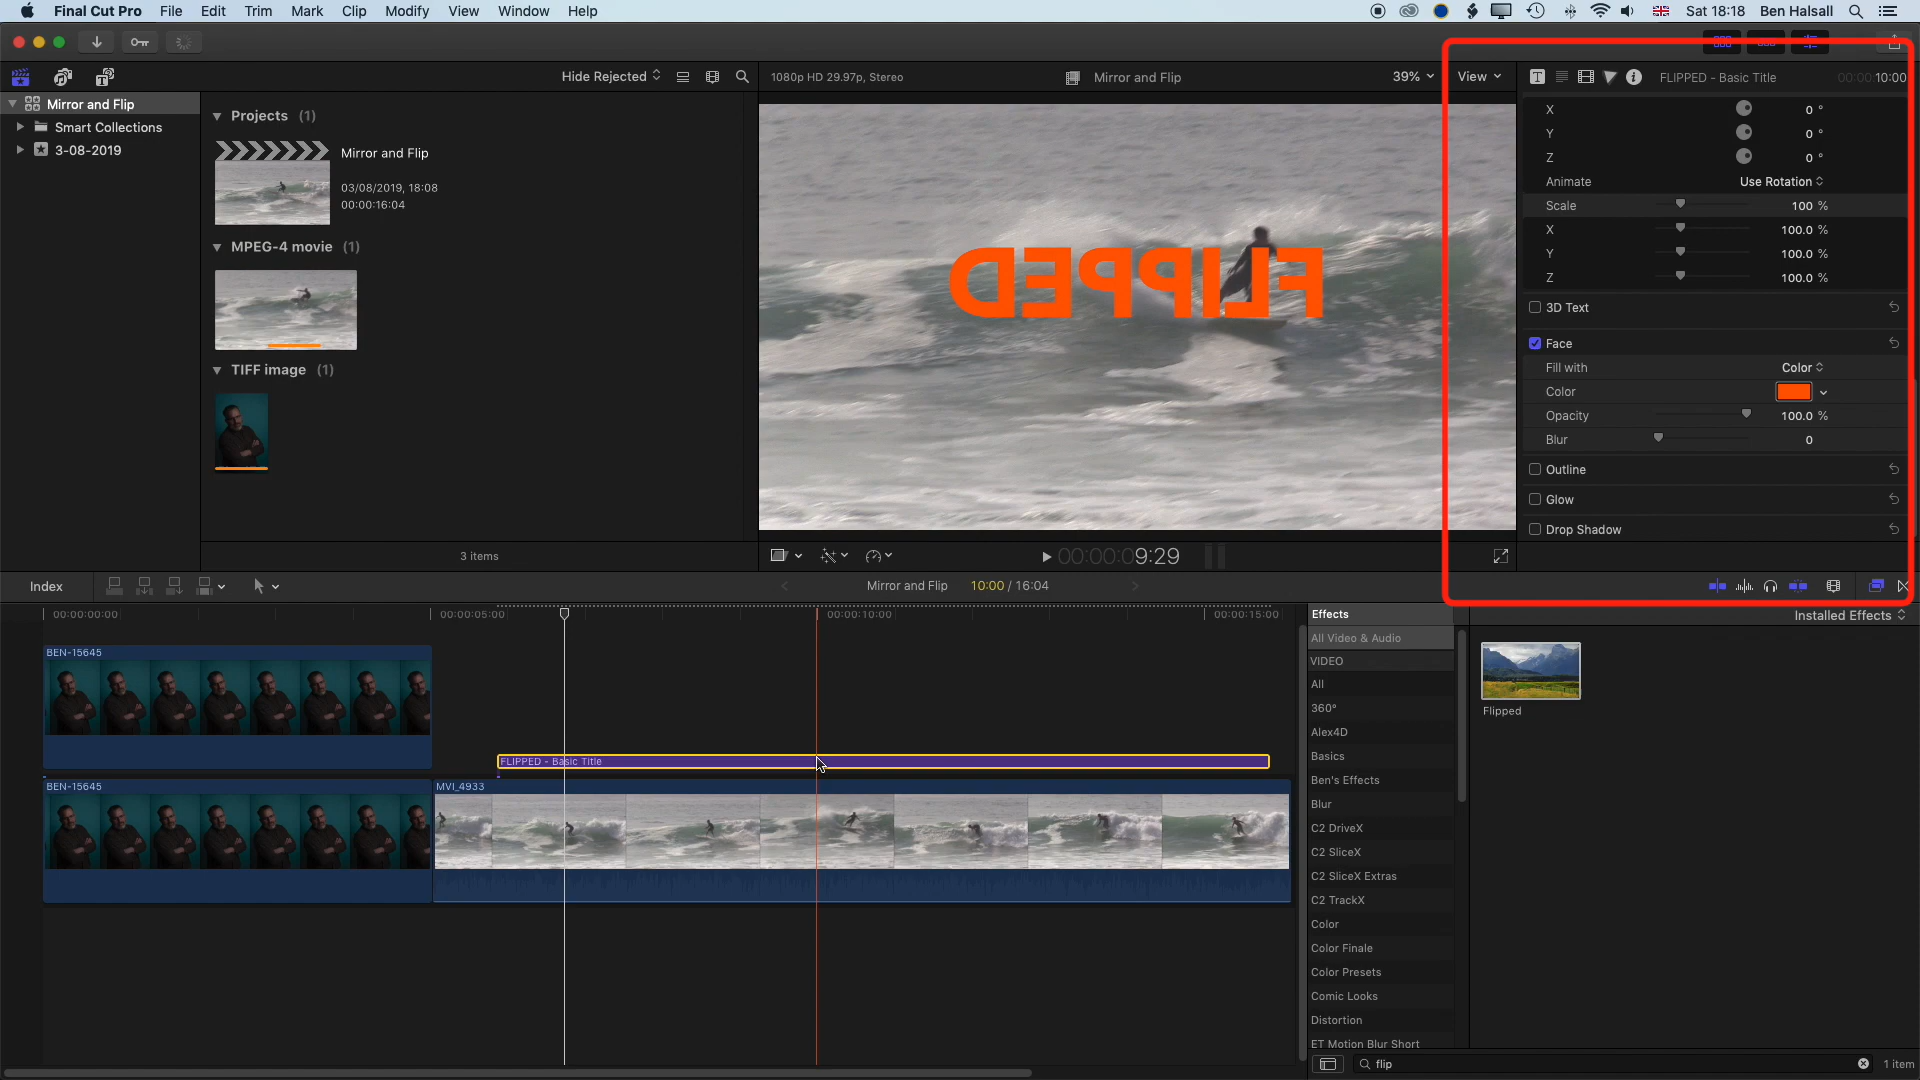 Final Cut Pro File Edit Trim Mark Clip Modify View Window Help Sat 18:18 Ben Halsall
Hide Rejected 1080p HD 29.97p, Stereo Mirror and Flip 39% View FLIPPED - Basic Title 00:00:10:00
Mirror and Flip
Smart Collections
3-08-2019
Projects (1)
Mirror and Flip
03/08/2019, 18:08
00:00:16:04
MPEG-4 movie (1)
TIFF image (1)
3 items
FLIPPED
00:00:09:29
X 0 °
Y 0 °
Z 0 °
Animate Use Rotation
Scale 100 %
X 100.0 %
Y 100.0 %
Z 100.0 %
3D Text
Face
Fill with Color
Color
Opacity 100.0 %
Blur 0
Outline
Glow
Drop Shadow
Index Mirror and Flip 10:00 / 16:04
00:00:00:00 00:00:05:00 00:00:10:00 00:00:15:00
BEN-15645
FLIPPED - Basic Title
BEN-15645 MVI_4933
Effects Installed Effects
All Video & Audio
VIDEO
All
360°
Alex4D
Basics
Ben's Effects
Blur
C2 DriveX
C2 SliceX
C2 SliceX Extras
C2 TrackX
Color
Color Finale
Color Presets
Comic Looks
Distortion
ET Motion Blur Short
Flipped
flip 1 item